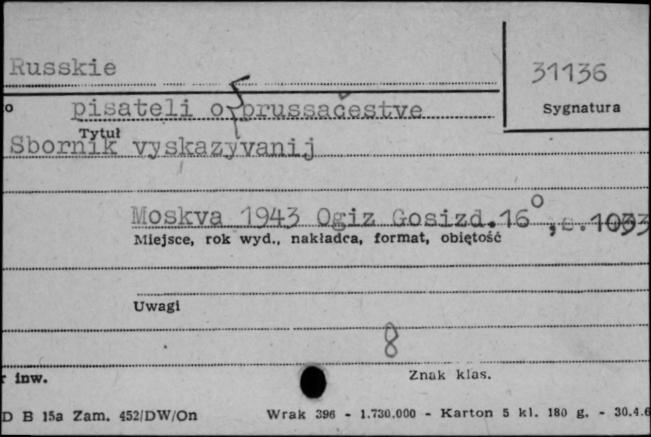 Russkie
31136
o pisateli o prussačestve
Sygnatura
Tytuł
Sbornik vyskazyvanij
Moskva 1943 Ogiz Gosizd. 16°, c. 1033
Miejsce, rok wyd., nakładca, format, objętość
Uwagi
8
r inw.
Znak klas.
D B 15a Zam. 452/DW/On
Wrak 396 - 1.730.000 - Karton 5 kl. 180 g. - 30.4.6